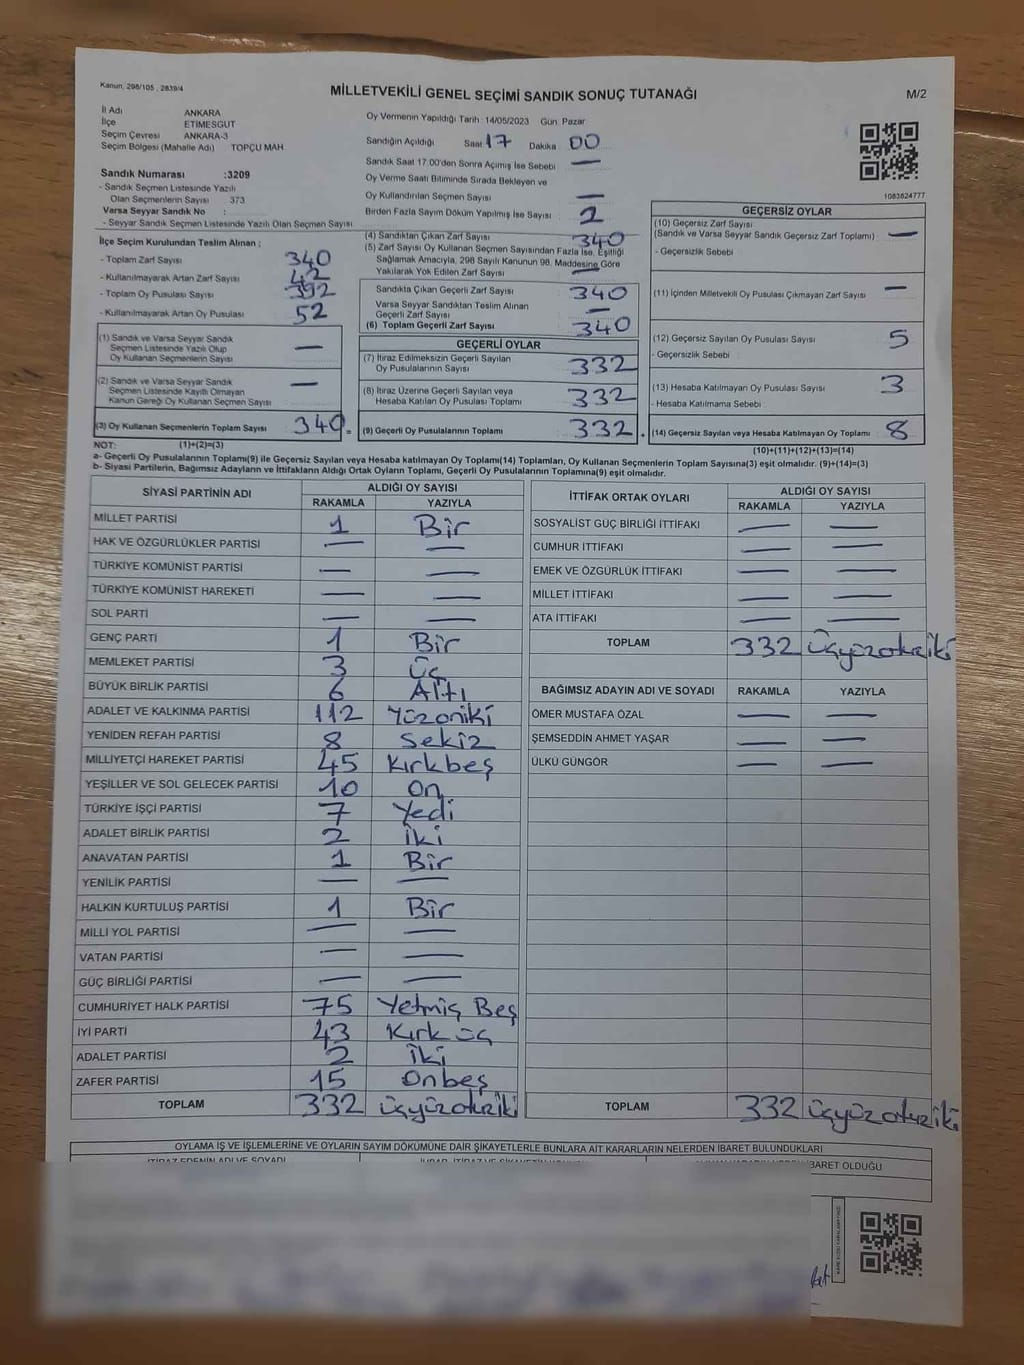 Kanun, 298/105 , 2839/4
MİLLETVEKİLİ GENEL SEÇİMİ SANDIK SONUÇ TUTANAĞI
M/2
İl Adı ANKARA
İlçe ETİMESGUT
Seçim Çevresi ANKARA-3
Seçim Bölgesi (Mahalle Adı) TOPÇU MAH
Sandık Numarası :3209
- Sandık Seçmen Listesinde Yazılı
Olan Seçmenlerin Sayısı 373
Varsa Seyyar Sandık No :
- Seyyar Sandık Seçmen Listesinde Yazılı Olan Seçmen Sayısı
İlçe Seçim Kurulundan Teslim Alınan ;
- Toplam Zarf Sayısı 340
- Kullanılmayarak Artan Zarf Sayısı 42
- Toplam Oy Pusulası Sayısı 392
- Kullanılmayarak Artan Oy Pusulası 52
(1) Sandık ve Varsa Seyyar Sandık
Seçmen Listesinde Yazılı Olup
Oy Kullanan Seçmenlerin Sayısı —
(2) Sandık ve Varsa Seyyar Sandık
Seçmen Listesinde Kayıtlı Olmayan
Kanun Gereği Oy Kullanan Seçmen Sayısı —
(3) Oy Kullanan Seçmenlerin Toplam Sayısı 340
Oy Vermenin Yapıldığı Tarih :14/05/2023 Gün: Pazar
Sandığın Açıldığı Saat 17 Dakika 00
Sandık Saat 17.00'den Sonra Açılmış İse Sebebi —
Oy Verme Saati Bitiminde Sırada Bekleyen ve
Oy Kullandırılan Seçmen Sayısı —
Birden Fazla Sayım Döküm Yapılmış İse Sayısı 2
(4) Sandıktan Çıkan Zarf Sayısı 340
(5) Zarf Sayısı Oy Kullanan Seçmen Sayısından Fazla İse, Eşitliği
Sağlamak Amacıyla, 298 Sayılı Kanunun 98. Maddesine Göre
Yakılarak Yok Edilen Zarf Sayısı —
Sandıkta Çıkan Geçerli Zarf Sayısı 340
Varsa Seyyar Sandıktan Teslim Alınan
Geçerli Zarf Sayısı —
(6) Toplam Geçerli Zarf Sayısı 340
GEÇERLİ OYLAR
(7) İtiraz Edilmeksizin Geçerli Sayılan
Oy Pusulalarının Sayısı 332
(8) İtiraz Üzerine Geçerli Sayılan veya
Hesaba Katılan Oy Pusulası Toplamı 332
(9) Geçerli Oy Pusulalarının Toplamı 332
1083824777
GEÇERSİZ OYLAR
(10) Geçersiz Zarf Sayısı
(Sandık ve Varsa Seyyar Sandık Geçersiz Zarf Toplamı) —
- Geçersizlik Sebebi
(11) İçinden Milletvekili Oy Pusulası Çıkmayan Zarf Sayısı —
(12) Geçersiz Sayılan Oy Pusulası Sayısı 5
- Geçersizlik Sebebi
(13) Hesaba Katılmayan Oy Pusulası Sayısı 3
- Hesaba Katılmama Sebebi
(14) Geçersiz Sayılan veya Hesaba Katılmayan Oy Toplamı 8
NOT: (1)+(2)=(3) (10)+(11)+(12)+(13)=(14)
a- Geçerli Oy Pusulalarının Toplamı(9) ile Geçersiz Sayılan veya Hesaba Katılmayan Oy Toplamı(14) Toplamları, Oy Kullanan Seçmenlerin Toplam Sayısına(3) eşit olmalıdır. (9)+(14)=(3)
b- Siyasi Partilerin, Bağımsız Adayların ve İttifakların Aldığı Ortak Oyların Toplamı, Geçerli Oy Pusulalarının Toplamına(9) eşit olmalıdır.
SİYASİ PARTİNİN ADI ALDIĞI OY SAYISI
RAKAMLA YAZIYLA
MİLLET PARTİSİ 1 Bir
HAK VE ÖZGÜRLÜKLER PARTİSİ — —
TÜRKİYE KOMÜNİST PARTİSİ — —
TÜRKİYE KOMÜNİST HAREKETİ — —
SOL PARTİ — —
GENÇ PARTİ 1 Bir
MEMLEKET PARTİSİ 3 Üç
BÜYÜK BİRLİK PARTİSİ 6 Altı
ADALET VE KALKINMA PARTİSİ 112 Yüzoniki
YENİDEN REFAH PARTİSİ 8 Sekiz
MİLLİYETÇİ HAREKET PARTİSİ 45 Kırkbeş
YEŞİLLER VE SOL GELECEK PARTİSİ 10 On
TÜRKİYE İŞÇİ PARTİSİ 7 Yedi
ADALET BİRLİK PARTİSİ 2 İki
ANAVATAN PARTİSİ 1 Bir
YENİLİK PARTİSİ — —
HALKIN KURTULUŞ PARTİSİ 1 Bir
MİLLİ YOL PARTİSİ — —
VATAN PARTİSİ — —
GÜÇ BİRLİĞİ PARTİSİ — —
CUMHURİYET HALK PARTİSİ 75 Yetmiş Beş
İYİ PARTİ 43 Kırk üç
ADALET PARTİSİ 2 İki
ZAFER PARTİSİ 15 Onbeş
TOPLAM 332 üçyüzotuziki
İTTİFAK ORTAK OYLARI ALDIĞI OY SAYISI
RAKAMLA YAZIYLA
SOSYALİST GÜÇ BİRLİĞİ İTTİFAKI — —
CUMHUR İTTİFAKI — —
EMEK VE ÖZGÜRLÜK İTTİFAKI — —
MİLLET İTTİFAKI — —
ATA İTTİFAKI — —
TOPLAM 332 üçyüzotuziki
BAĞIMSIZ ADAYIN ADI VE SOYADI RAKAMLA YAZIYLA
ÖMER MUSTAFA ÖZAL — —
ŞEMSEDDİN AHMET YAŞAR — —
ÜLKÜ GÜNGÖR — —
TOPLAM 332 üçyüzotuziki
OYLAMA İŞ VE İŞLEMLERİNE VE OYLARIN SAYIM DÖKÜMÜNE DAİR ŞİKAYETLERLE BUNLARA AİT KARARLARIN NELERDEN İBARET BULUNDUKLARI
İTİRAZ EDENİN ADI VE SOYADI İBARET OLDUĞU